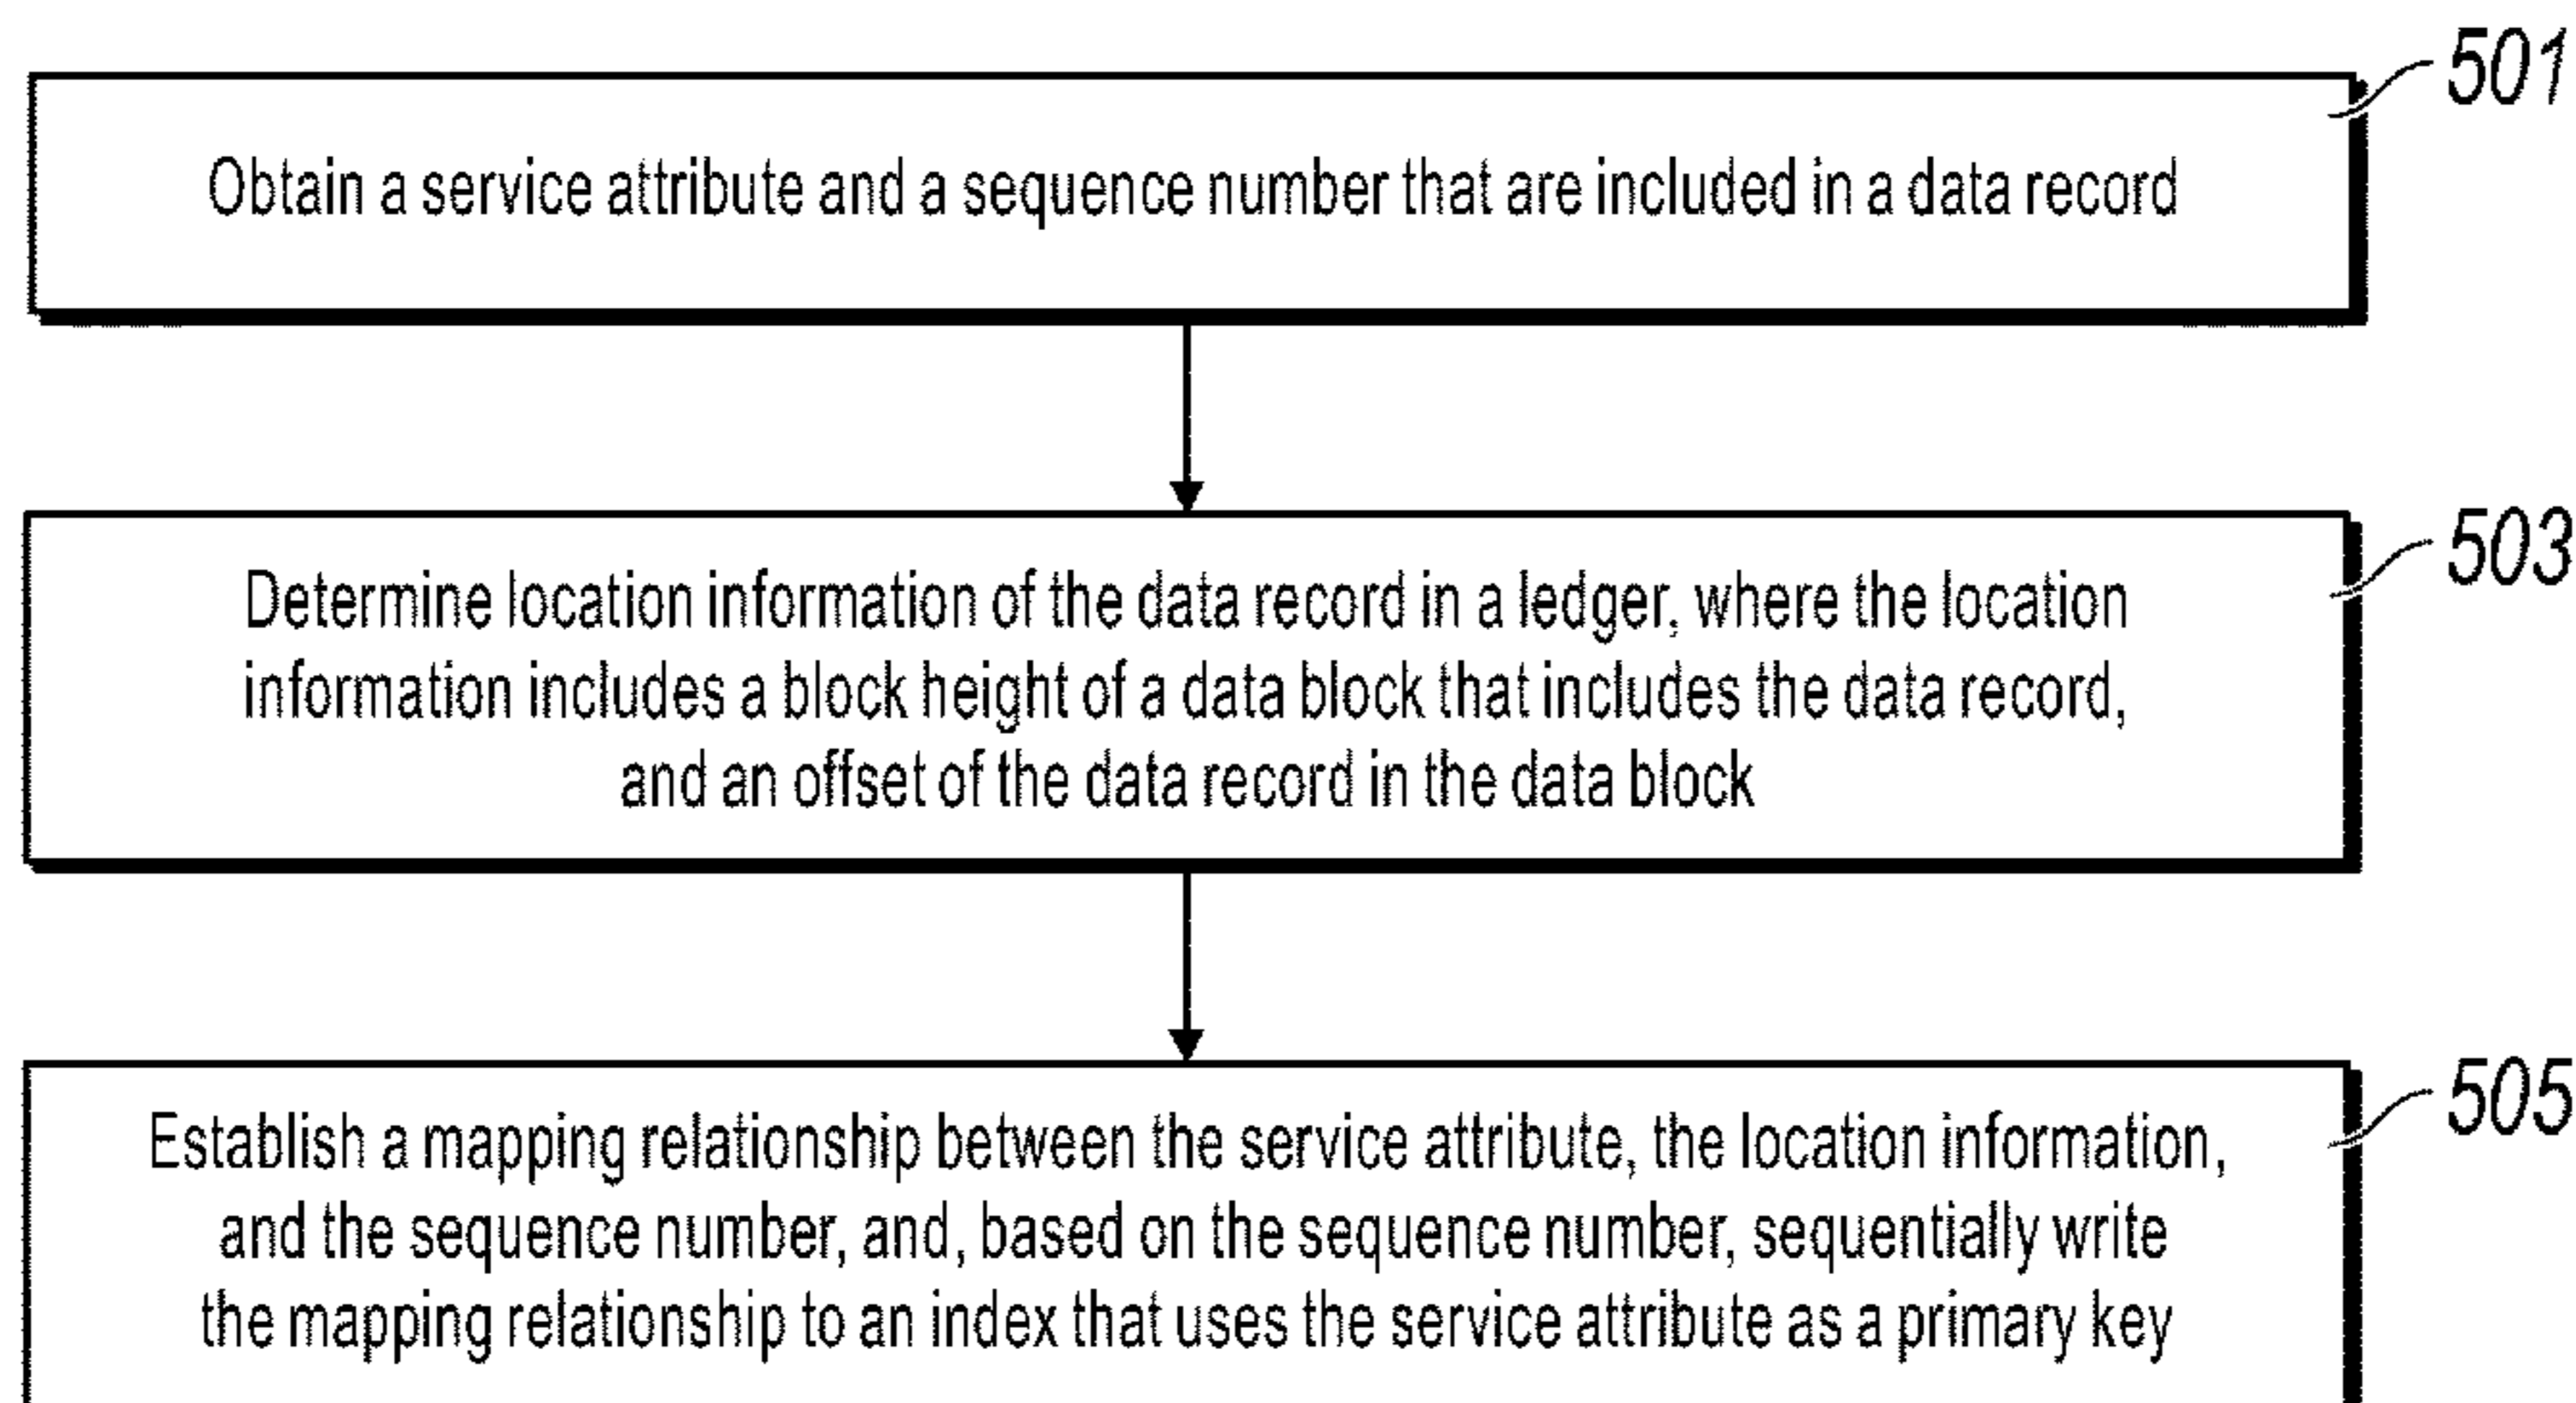 501
Obtain a service attribute and a sequence number that are included in a data record
503
Determine location information of the data record in a ledger, where the location
information includes a block height of a data block that includes the data record,
and an offset of the data record in the data block
505
Establish a mapping relationship between the service attribute, the location information,
and the sequence number, and, based on the sequence number, sequentially write
the mapping relationship to an index that uses the service attribute as a primary key